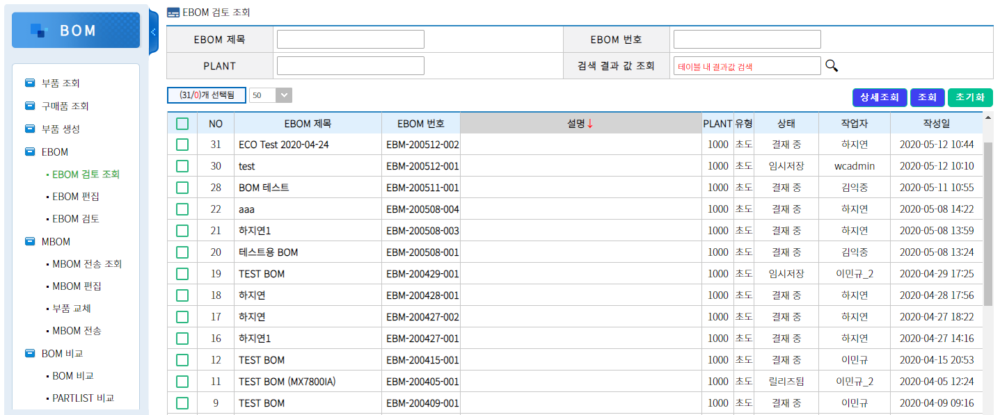 BOM
부품 조회
구매품 조회
부품 생성
EBOM
EBOM 검토 조회
EBOM 편집
EBOM 검토
MBOM
MBOM 전송 조회
MBOM 편집
부품 교체
MBOM 전송
BOM 비교
BOM 비교
PARTLIST 비교
EBOM 검토 조회
EBOM 제목 EBOM 번호
PLANT 검색 결과 값 조회 테이블 내 결과값 검색
(31/0)개 선택됨 50 상세조회 조회 초기화
NO EBOM 제목 EBOM 번호 설명↓ PLANT 유형 상태 작업자 작성일
31 ECO Test 2020-04-24 EBM-200512-002 1000 초도 결재 중 하지연 2020-05-12 10:44
30 test EBM-200512-001 1000 초도 임시저장 wcadmin 2020-05-12 10:10
28 BOM 테스트 EBM-200511-001 1000 초도 결재 중 김익중 2020-05-11 10:55
22 aaa EBM-200508-004 1000 초도 결재 중 하지연 2020-05-08 14:22
21 하지연1 EBM-200508-003 1000 초도 결재 중 하지연 2020-05-08 13:59
20 테스트용 BOM EBM-200508-001 1000 초도 결재 중 김익중 2020-05-08 13:24
19 TEST BOM EBM-200429-001 1000 초도 임시저장 이민규_2 2020-04-29 17:25
18 하지연 EBM-200428-001 1000 초도 결재 중 하지연 2020-04-28 17:56
17 하지연 EBM-200427-002 1000 초도 결재 중 하지연 2020-04-27 18:22
16 하지연1 EBM-200427-001 1000 초도 결재 중 하지연 2020-04-27 14:16
12 TEST BOM EBM-200415-001 1000 초도 결재 중 이민규 2020-04-15 20:53
11 TEST BOM (MX7800IA) EBM-200405-001 1000 초도 릴리즈됨 이민규_2 2020-04-05 12:24
9 TEST BOM EBM-200409-001 1000 초도 결재 중 이민규 2020-04-09 09:16